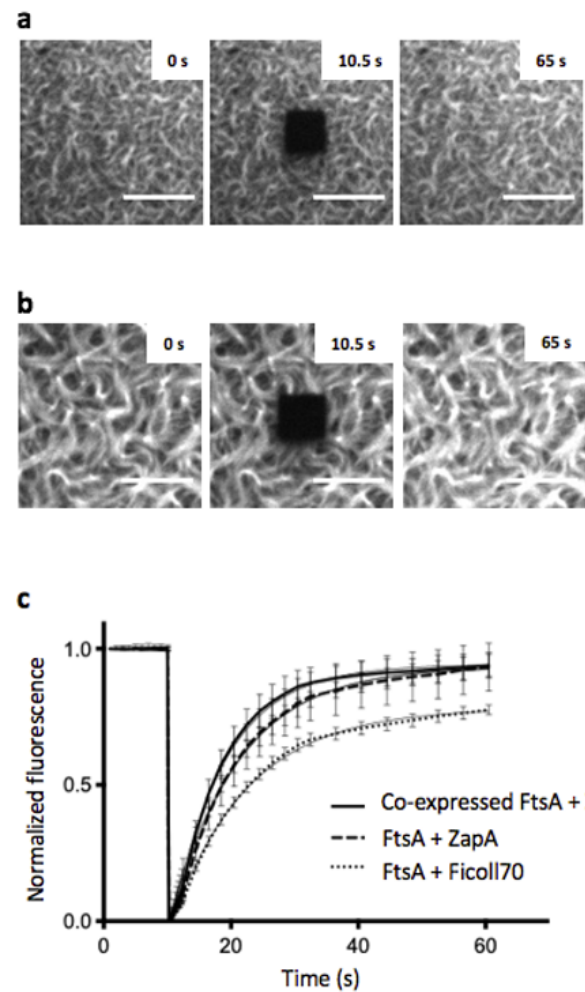 a
0 s 10.5 s 65 s
b
0 s 10.5 s 65 s
c
Normalized fluorescence
1.0
0.5
0.0
Co-expressed FtsA +
FtsA + ZapA
FtsA + Ficoll70
0 20 40 60
Time (s)